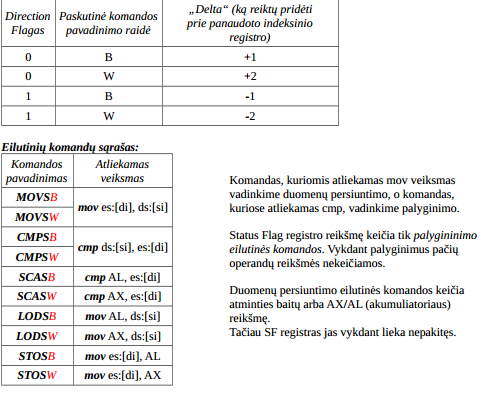 Direction Flagas | Paskutinė komandos pavadinimo raidė | „Delta“ (ką reiktų pridėti prie panaudoto indeksinio registro)
0 | B | +1
0 | W | +2
1 | B | -1
1 | W | -2
Eilutinių komandų sąrašas:
Komandos pavadinimas | Atliekamas veiksmas
MOVSB | mov es:[di], ds:[si]
MOVSW
CMPSB | cmp ds:[si], es:[di]
CMPSW
SCASB | cmp AL, es:[di]
SCASW | cmp AX, es:[di]
LODSB | mov AL, ds:[si]
LODSW | mov AX, ds:[si]
STOSB | mov es:[di], AL
STOSW | mov es:[di], AX
Komandas, kuriomis atliekamas mov veiksmas
vadinkime duomenų persiuntimo, o komandas,
kuriose atliekamas cmp, vadinkime palyginimo.
Status Flag registro reikšmę keičia tik palygininimo
eilutinės komandos. Vykdant palyginimus pačių
operandų reikšmės nekeičiamos.
Duomenų persiuntimo eilutinės komandos keičia
atminties baitų arba AX/AL (akumuliatoriaus)
reikšmę.
Tačiau SF registras jas vykdant lieka nepakitęs.